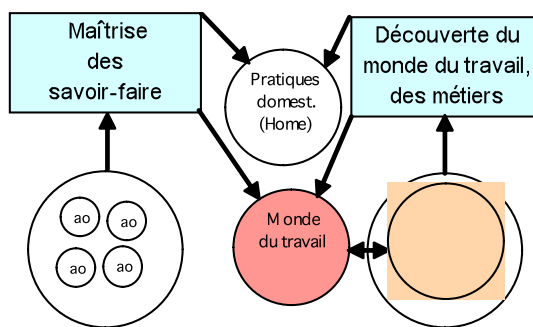 Maîtrise
des
savoir-faire
Pratiques
domest.
(Home)
Découverte du
monde du travail,
des métiers
ao
ao
ao
ao
Monde
du travail